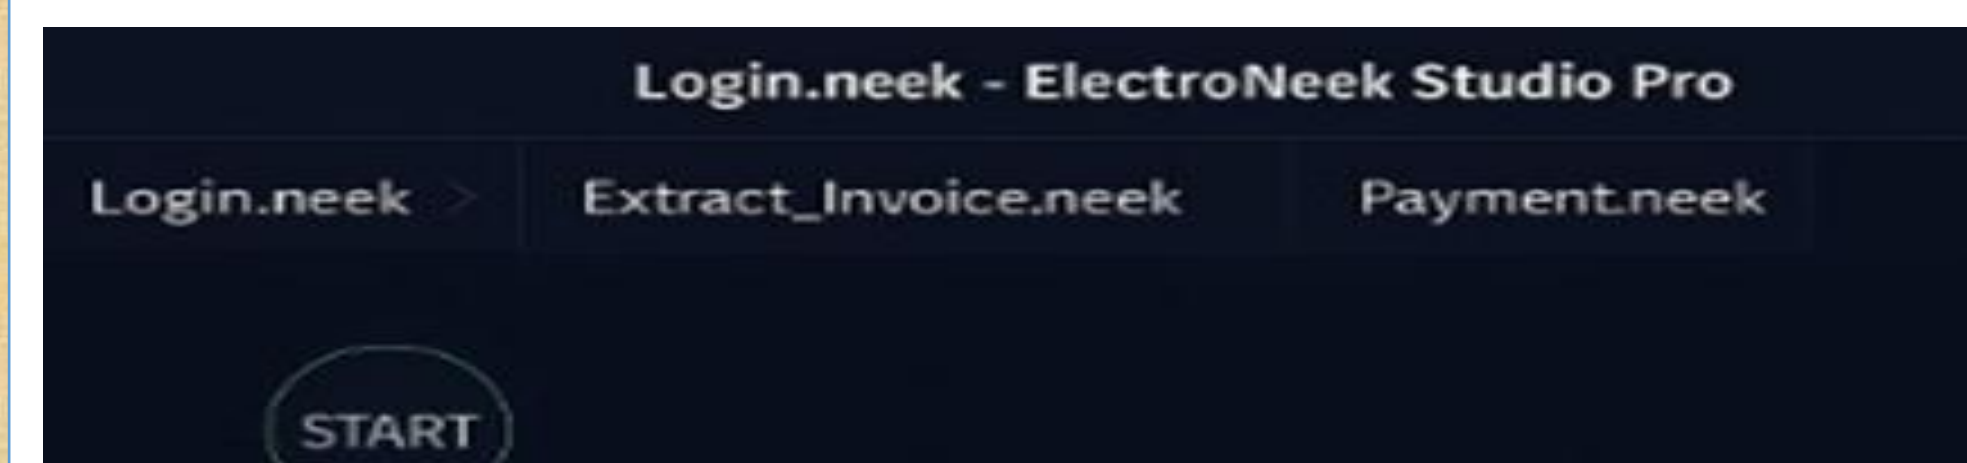 Login.neek - ElectroNeek Studio Pro
Login.neek > Extract_Invoice.neek Payment.neek
START